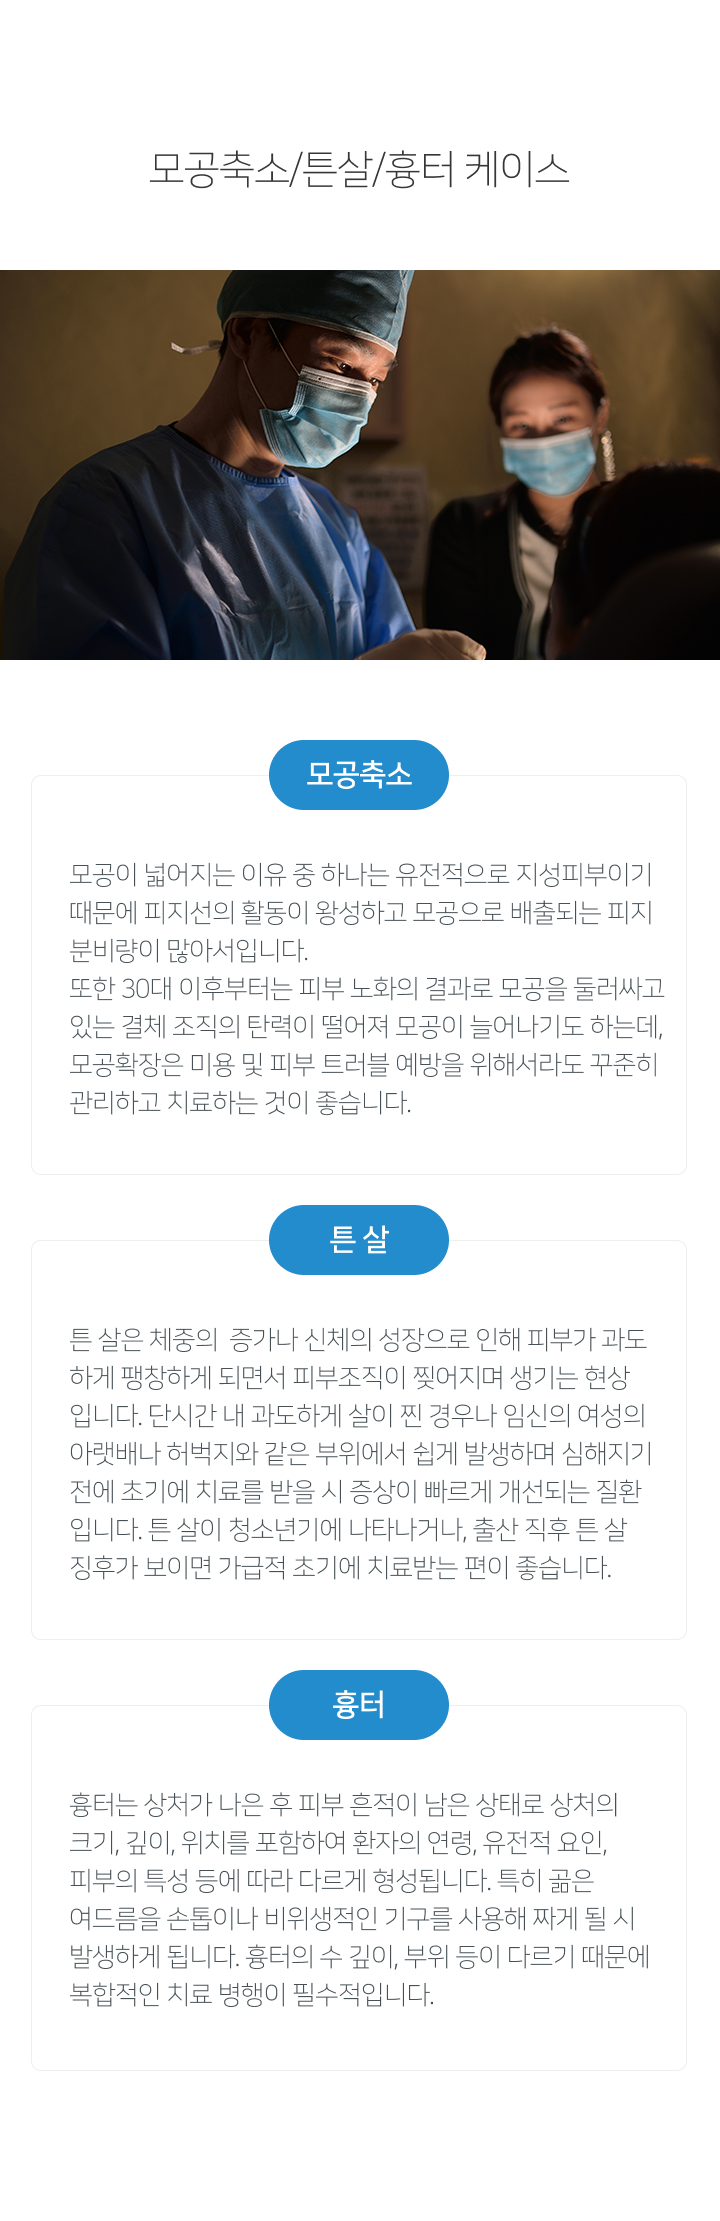 모공축소/튼살/흉터 케이스
모공축소
모공이 넓어지는 이유 중 하나는 유전적으로 지성피부이기
때문에 피지선의 활동이 왕성하고 모공으로 배출되는 피지
분비량이 많아서입니다.
또한 30대 이후부터는 피부 노화의 결과로 모공을 둘러싸고
있는 결체 조직의 탄력이 떨어져 모공이 늘어나기도 하는데,
모공확장은 미용 및 피부 트러블 예방을 위해서라도 꾸준히
관리하고 치료하는 것이 좋습니다.
튼 살
튼 살은 체중의  증가나 신체의 성장으로 인해 피부가 과도
하게 팽창하게 되면서 피부조직이 찢어지며 생기는 현상
입니다. 단시간 내 과도하게 살이 찐 경우나 임신의 여성의
아랫배나 허벅지와 같은 부위에서 쉽게 발생하며 심해지기
전에 초기에 치료를 받을 시 증상이 빠르게 개선되는 질환
입니다. 튼 살이 청소년기에 나타나거나, 출산 직후 튼 살
징후가 보이면 가급적 초기에 치료받는 편이 좋습니다.
흉터
흉터는 상처가 나은 후 피부 흔적이 남은 상태로 상처의
크기, 깊이, 위치를 포함하여 환자의 연령, 유전적 요인,
피부의 특성 등에 따라 다르게 형성됩니다. 특히 곪은
여드름을 손톱이나 비위생적인 기구를 사용해 짜게 될 시
발생하게 됩니다. 흉터의 수 깊이, 부위 등이 다르기 때문에
복합적인 치료 병행이 필수적입니다.